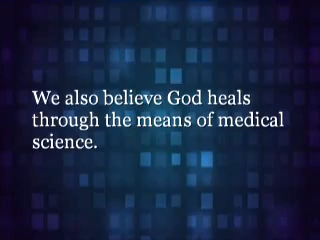 We also believe God heals
through the means of medical
science.